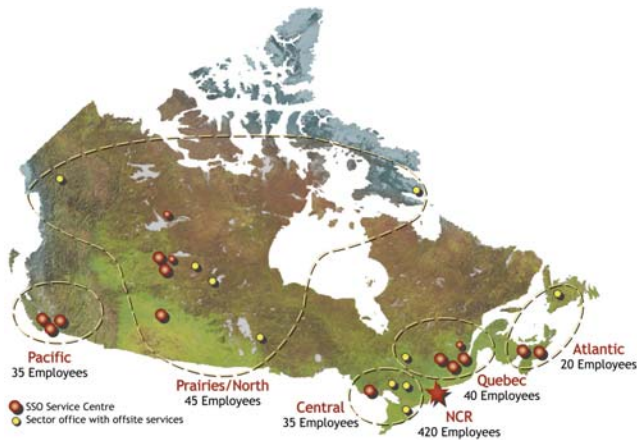 Pacific
35 Employees
Prairies/North
45 Employees
Central
35 Employees
NCR
420 Employees
Quebec
40 Employees
Atlantic
20 Employees
SSO Service Centre
Sector office with offsite services